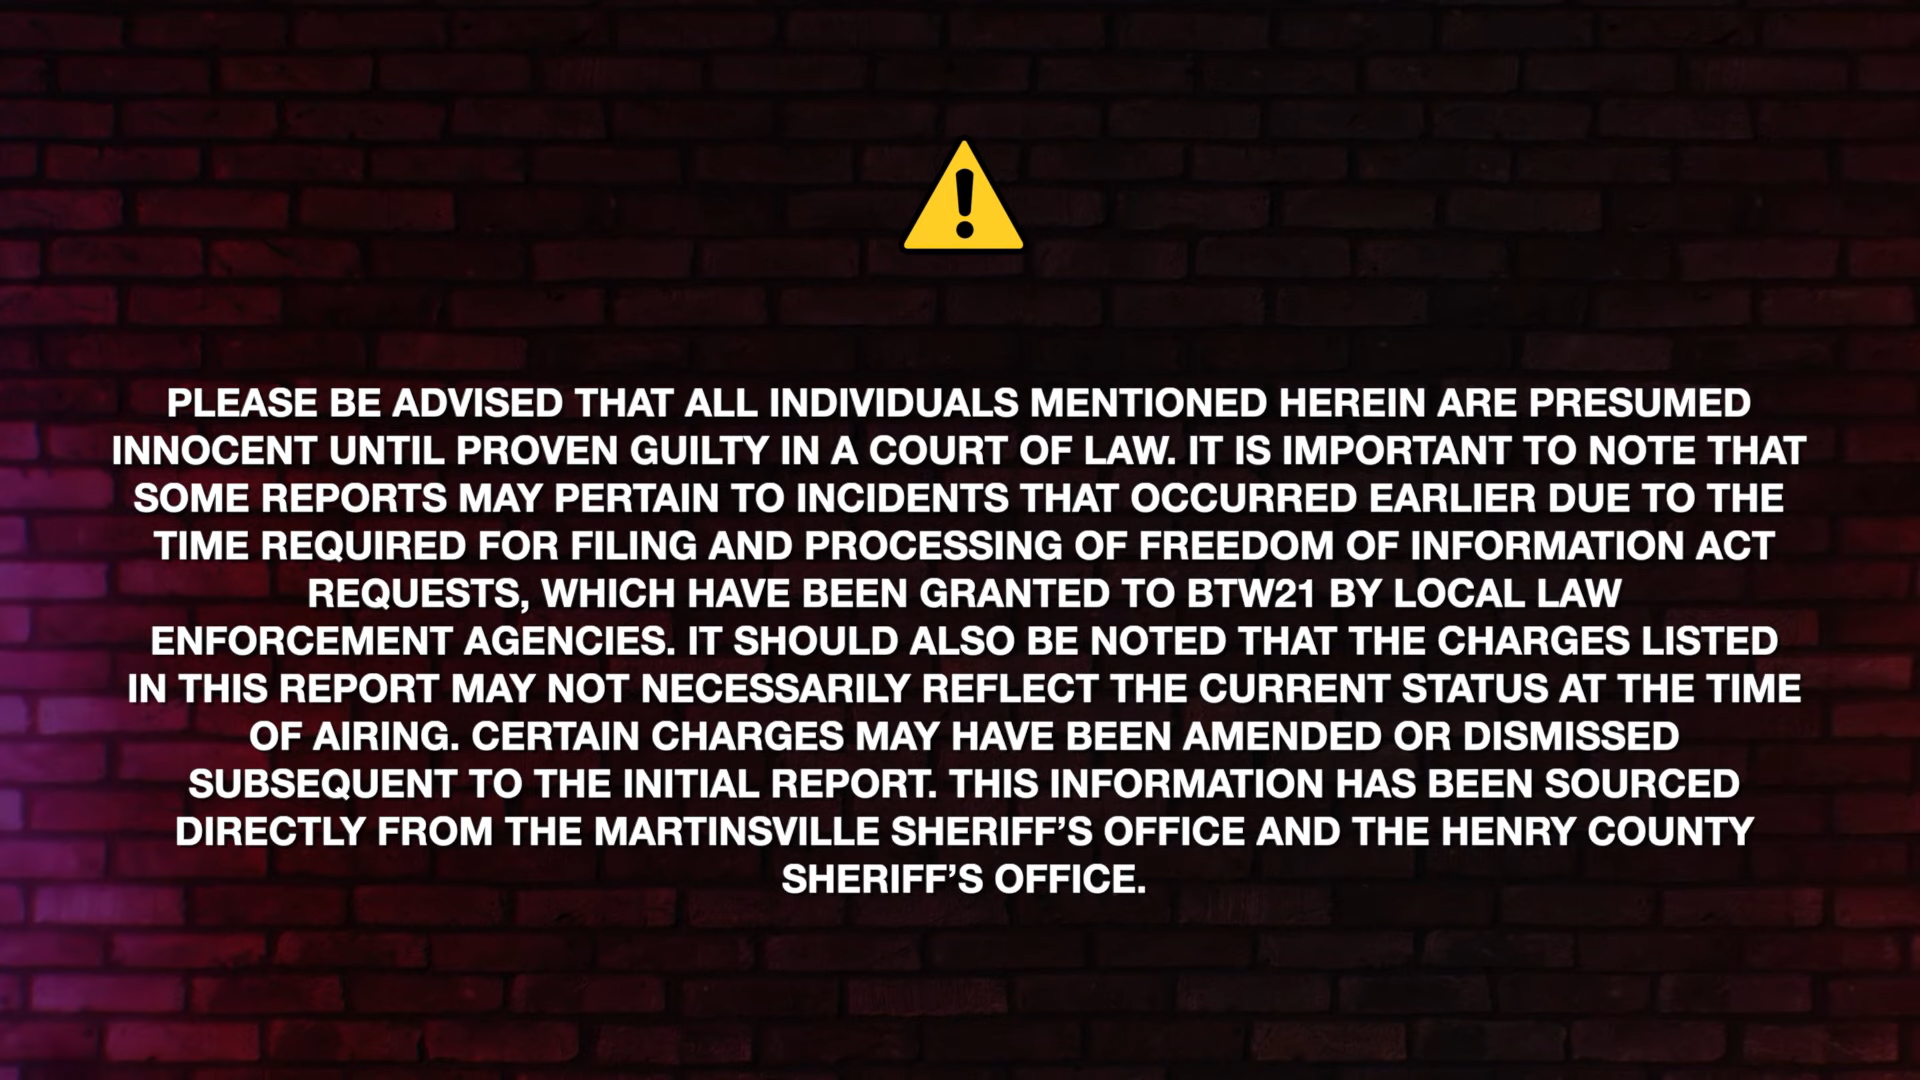 PLEASE BE ADVISED THAT ALL INDIVIDUALS MENTIONED HEREIN ARE PRESUMED
INNOCENT UNTIL PROVEN GUILTY IN A COURT OF LAW. IT IS IMPORTANT TO NOTE THAT
SOME REPORTS MAY PERTAIN TO INCIDENTS THAT OCCURRED EARLIER DUE TO THE
TIME REQUIRED FOR FILING AND PROCESSING OF FREEDOM OF INFORMATION ACT
REQUESTS, WHICH HAVE BEEN GRANTED TO BTW21 BY LOCAL LAW
ENFORCEMENT AGENCIES. IT SHOULD ALSO BE NOTED THAT THE CHARGES LISTED
IN THIS REPORT MAY NOT NECESSARILY REFLECT THE CURRENT STATUS AT THE TIME
OF AIRING. CERTAIN CHARGES MAY HAVE BEEN AMENDED OR DISMISSED
SUBSEQUENT TO THE INITIAL REPORT. THIS INFORMATION HAS BEEN SOURCED
DIRECTLY FROM THE MARTINSVILLE SHERIFF’S OFFICE AND THE HENRY COUNTY
SHERIFF’S OFFICE.